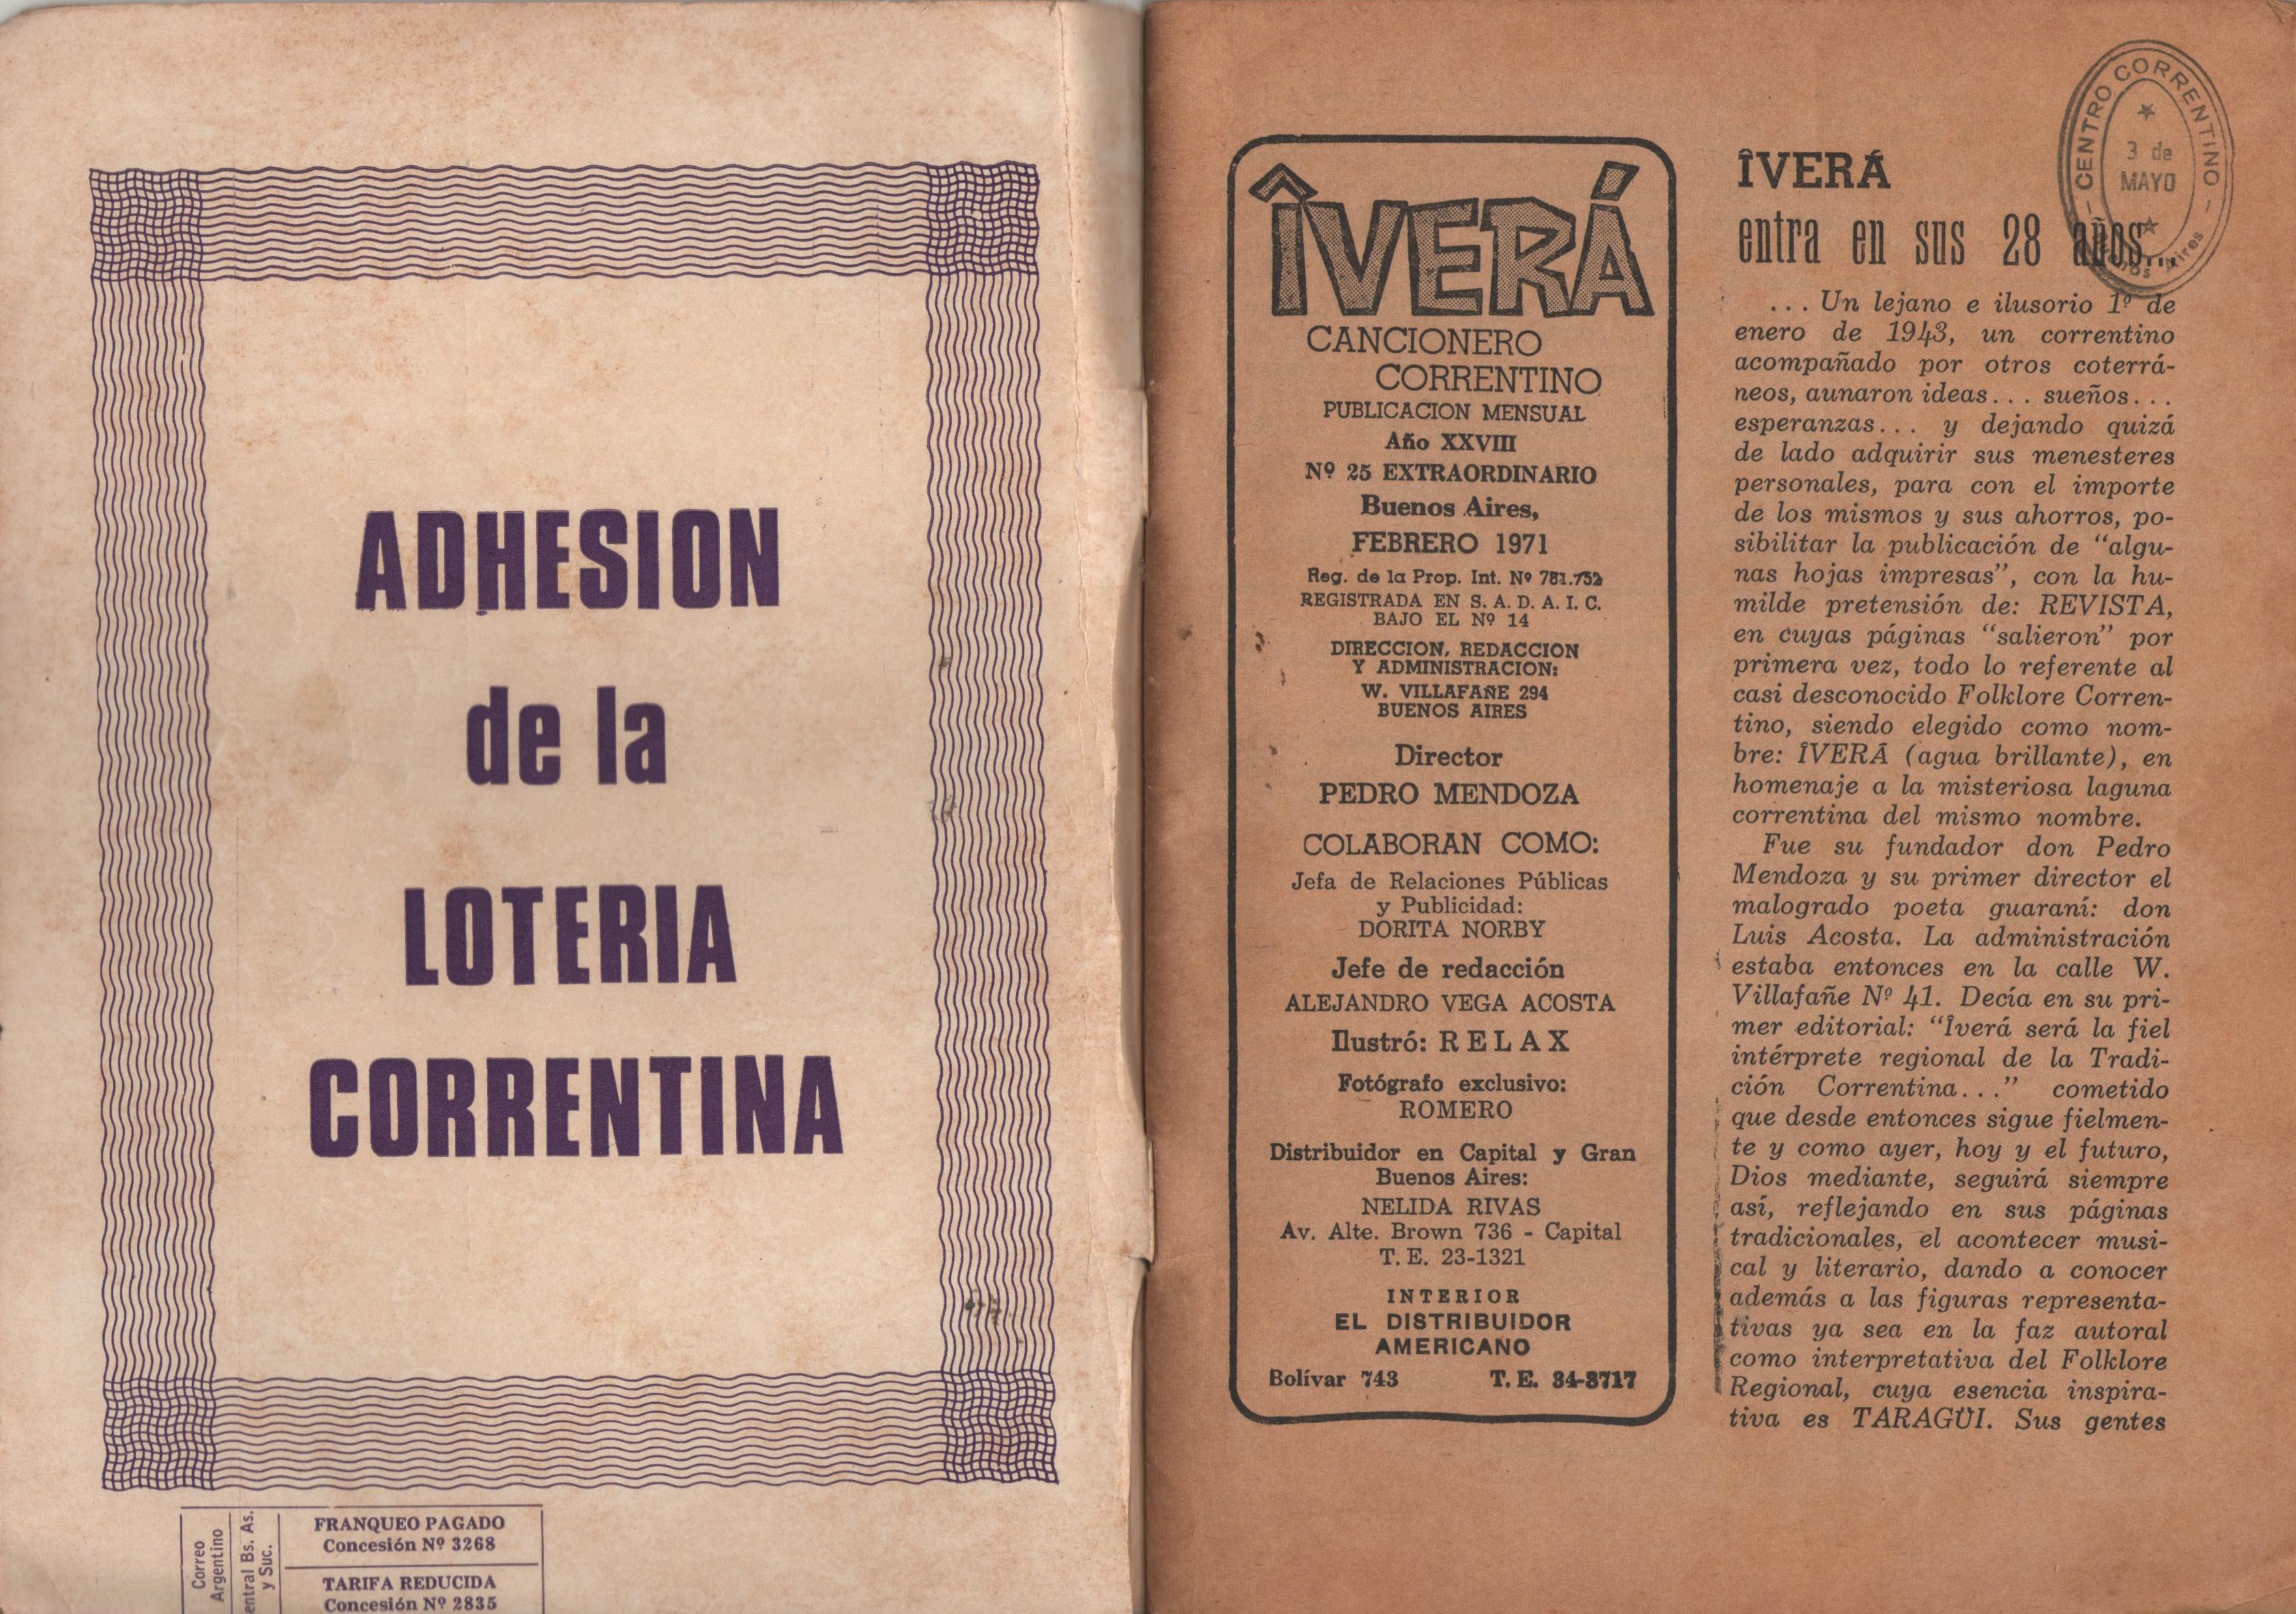 ADHESION
de la
LOTERIA
CORRENTINA
Correo
Argentino
entral Bs. As.
y Suc.
FRANQUEO PAGADO
Concesión Nº 3268
TARIFA REDUCIDA
Concesión Nº 2835
ÎVERÁ
CANCIONERO
CORRENTINO
PUBLICACION MENSUAL
Año XXVIII
Nº 25 EXTRAORDINARIO
Buenos Aires,
FEBRERO 1971
Reg. de la Prop. Int. Nº 781.752
REGISTRADA EN S. A. D. A. I. C.
BAJO EL Nº 14
DIRECCION, REDACCION
Y ADMINISTRACION:
W. VILLAFAÑE 294
BUENOS AIRES
Director
PEDRO MENDOZA
COLABORAN COMO:
Jefa de Relaciones Públicas
y Publicidad:
DORITA NORBY
Jefe de redacción
ALEJANDRO VEGA ACOSTA
Ilustró: RELAX
Fotógrafo exclusivo:
ROMERO
Distribuidor en Capital y Gran
Buenos Aires:
NELIDA RIVAS
Av. Alte. Brown 736 - Capital
T. E. 23-1321
INTERIOR
EL DISTRIBUIDOR
AMERICANO
Bolívar 743 T. E. 34-8717
CENTRO CORRENTINO
3 de
MAYO
Buenos Aires
ÎVERÁ
entra en sus 28 años...
... Un lejano e ilusorio 1º de
enero de 1943, un correntino
acompañado por otros coterrá-
neos, aunaron ideas... sueños...
esperanzas... y dejando quizá
de lado adquirir sus menesteres
personales, para con el importe
de los mismos y sus ahorros, po-
sibilitar la publicación de "algu-
nas hojas impresas", con la hu-
milde pretensión de: REVISTA,
en cuyas páginas "salieron" por
primera vez, todo lo referente al
casi desconocido Folklore Corren-
tino, siendo elegido como nom-
bre: ÎVERÁ (agua brillante), en
homenaje a la misteriosa laguna
correntina del mismo nombre.
Fue su fundador don Pedro
Mendoza y su primer director el
malogrado poeta guaraní: don
Luis Acosta. La administración
estaba entonces en la calle W.
Villafañe Nº 41. Decía en su pri-
mer editorial: "Îverá será la fiel
intérprete regional de la Tradi-
ción Correntina..." cometido
que desde entonces sigue fielmen-
te y como ayer, hoy y el futuro,
Dios mediante, seguirá siempre
así, reflejando en sus páginas
tradicionales, el acontecer musi-
cal y literario, dando a conocer
además a las figuras representa-
tivas ya sea en la faz autoral
como interpretativa del Folklore
Regional, cuya esencia inspira-
tiva es TARAGÜI. Sus gentes